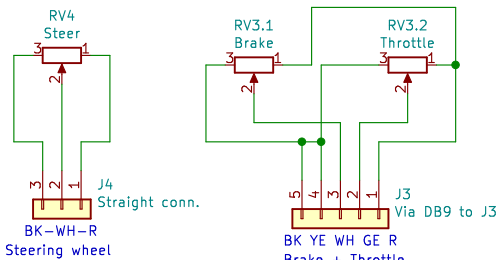 RV4
Steer
3 1
2
3 2 1
J4
Straight conn.
BK-WH-R
Steering wheel
RV3.1
Brake
3 1
2
RV3.2
Throttle
3 1
2
5 4 3 2 1
J3
Via DB9 to J3
BK YE WH GE R
Brake + Throttle